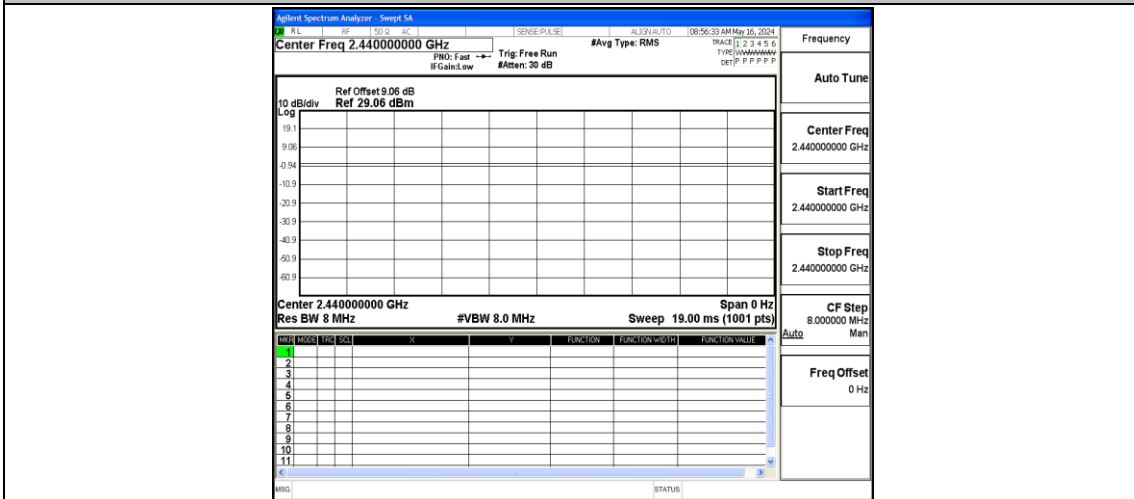 Agilent Spectrum Analyzer - Swept SA
RL RF 50 Ω AC SENSE:PULSE ALIGN AUTO 08:56:33 AM May 16, 2024
Center Freq 2.440000000 GHz
#Avg Type: RMS
TRACE 1 2 3 4 5 6
TYPE
DET P P P P P P
PNO: Fast
IFGain:Low
Trig: Free Run
#Atten: 30 dB
Ref Offset 9.06 dB
10 dB/div Ref 29.06 dBm
Log
19.1
9.06
-0.94
-10.9
-20.9
-30.9
-40.9
-50.9
-60.9
Center 2.440000000 GHz Span 0 Hz
Res BW 8 MHz #VBW 8.0 MHz Sweep 19.00 ms (1001 pts)
MKR MODE TRC SCL X Y FUNCTION FUNCTION WIDTH FUNCTION VALUE
1
2
3
4
5
6
7
8
9
10
11
MSG STATUS
Frequency
Auto Tune
Center Freq
2.440000000 GHz
Start Freq
2.440000000 GHz
Stop Freq
2.440000000 GHz
CF Step
8.000000 MHz
Auto Man
Freq Offset
0 Hz